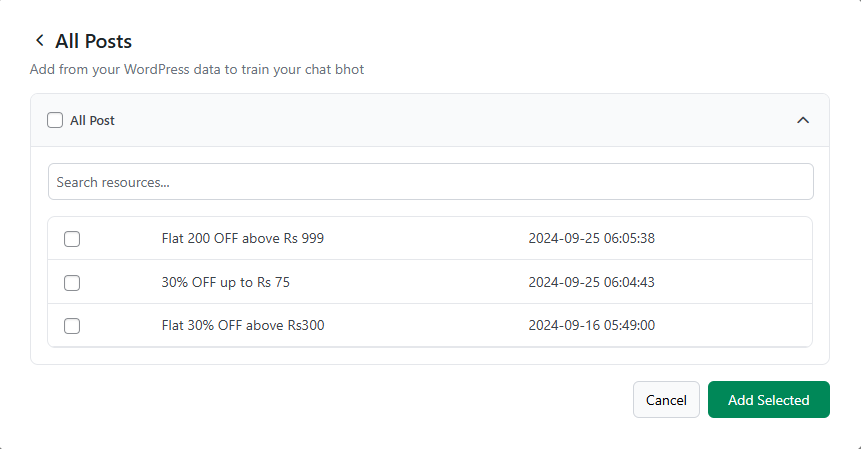 All Posts
Add from your WordPress data to train your chat bhot
All Post
Search resources...
Flat 200 OFF above Rs 999 2024-09-25 06:05:38
30% OFF up to Rs 75 2024-09-25 06:04:43
Flat 30% OFF above Rs300 2024-09-16 05:49:00
Cancel Add Selected